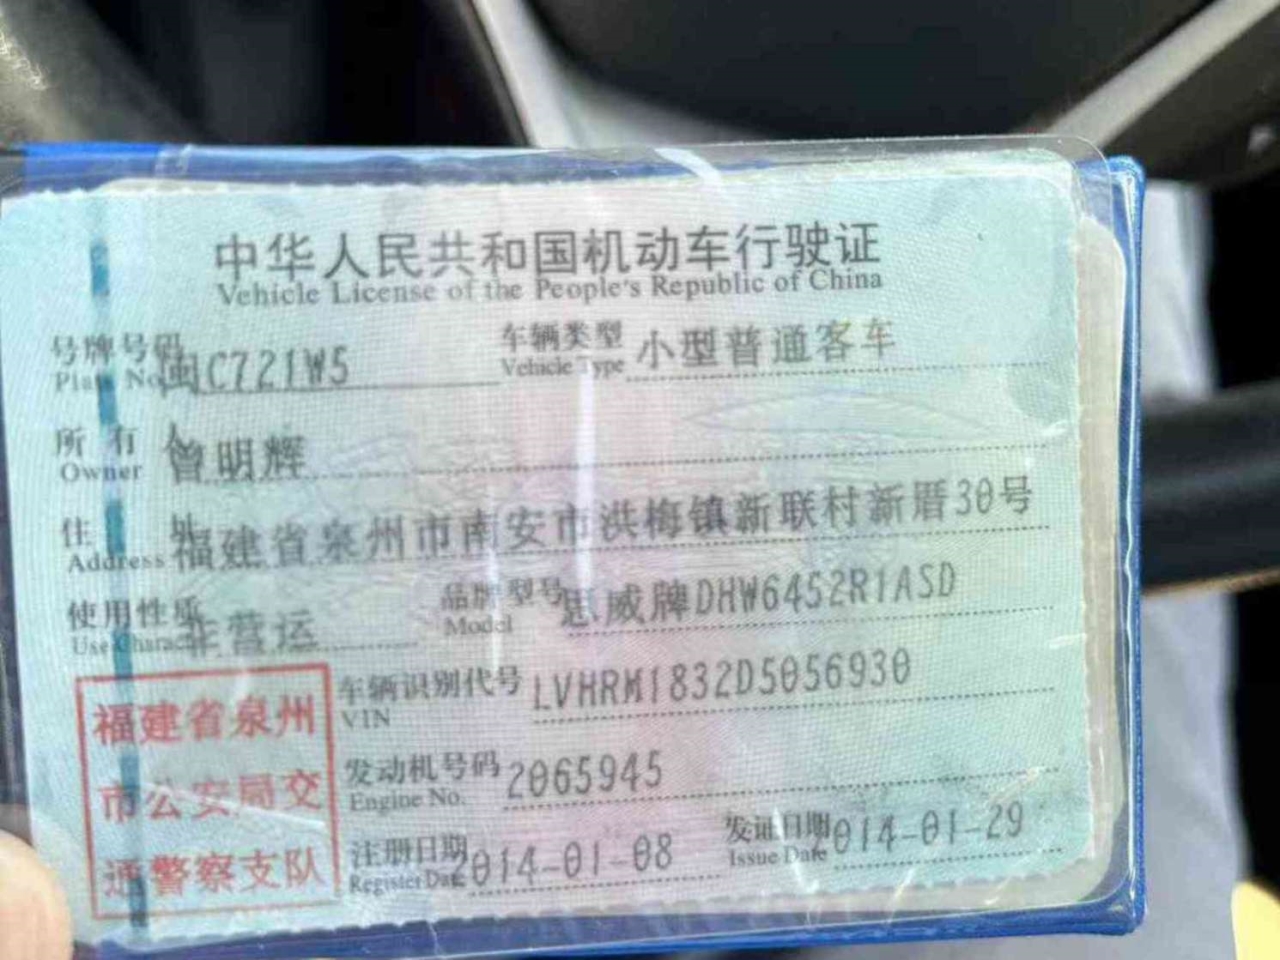 中华人民共和国机动车行驶证
Vehicle License of the People's Republic of China
号牌号码 闽C721W5 车辆类型 小型普通客车
Plate No. Vehicle Type
所有人 曾明辉
Owner
住址 福建省泉州市南安市洪梅镇新联村新厝30号
Address
使用性质 非营运 品牌型号 思威牌DHW6452R1ASD
Use Character Model
福建省泉州
市公安局交
通警察支队
车辆识别代号 LVHRM1832D5056930
VIN
发动机号码 2065945
Engine No.
注册日期 2014-01-08 发证日期 2014-01-29
Register Date Issue Date